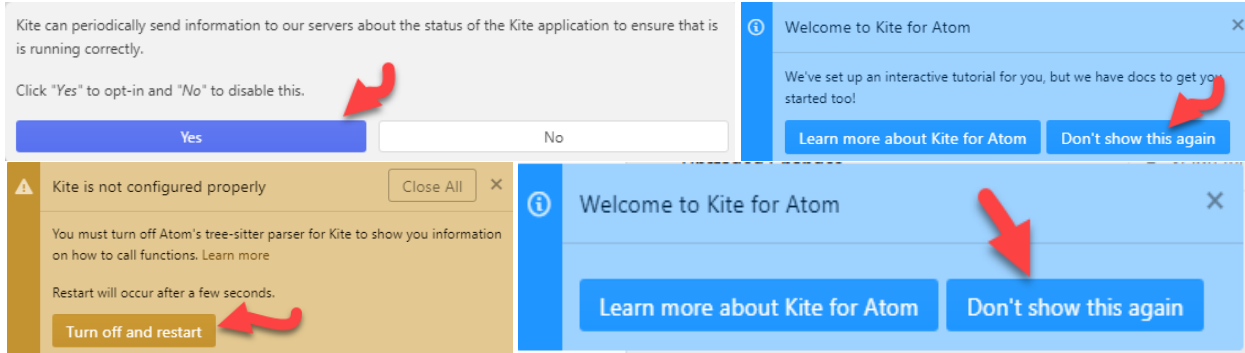 Kite can periodically send information to our servers about the status of the Kite application to ensure that is
is running correctly.
Click "Yes" to opt-in and "No" to disable this.
Yes
No
Welcome to Kite for Atom
We've set up an interactive tutorial for you, but we have docs to get you
started too!
Learn more about Kite for Atom
Don't show this again
Kite is not configured properly
Close All
You must turn off Atom's tree-sitter parser for Kite to show you information
on how to call functions. Learn more
Restart will occur after a few seconds.
Turn off and restart
Welcome to Kite for Atom
Learn more about Kite for Atom
Don't show this again